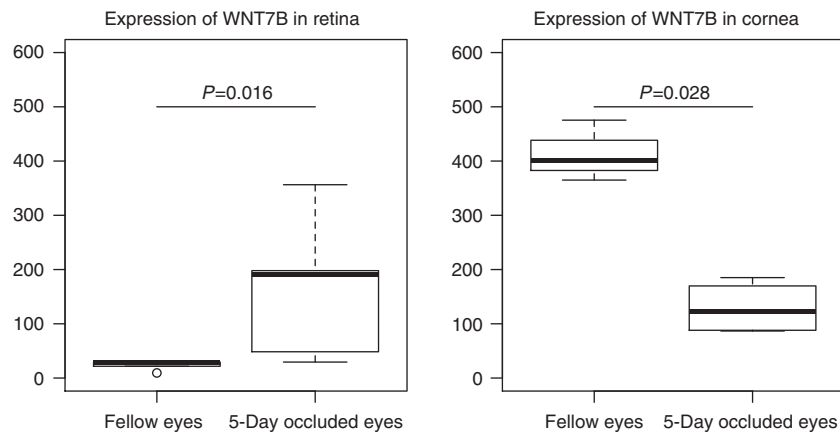 Expression of WNT7B in retina
600
500
400
300
200
100
0
P=0.016
Fellow eyes
5-Day occluded eyes
Expression of WNT7B in cornea
600
500
400
300
200
100
0
P=0.028
Fellow eyes
5-Day occluded eyes